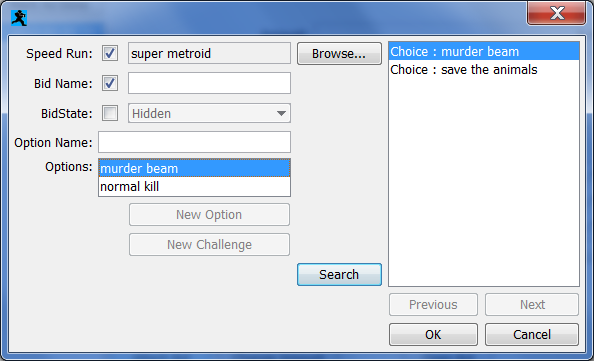 Speed Run:
super metroid
Browse...
Bid Name:
BidState:
Hidden
Option Name:
Options:
murder beam
normal kill
New Option
New Challenge
Search
Choice : murder beam
Choice : save the animals
Previous
Next
OK
Cancel